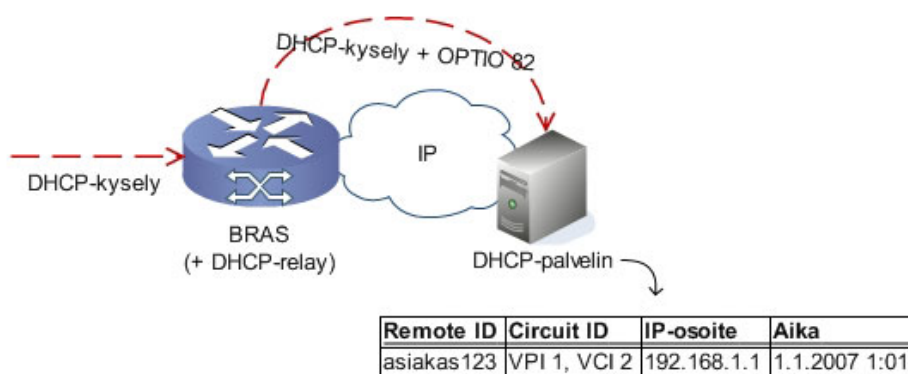 DHCP-kysely + OPTIO 82
IP
DHCP-kysely
BRAS
(+ DHCP-relay)
DHCP-palvelin
Remote ID Circuit ID IP-osoite Aika
asiakas123 VPI 1, VCI 2 192.168.1.1 1.1.2007 1:01